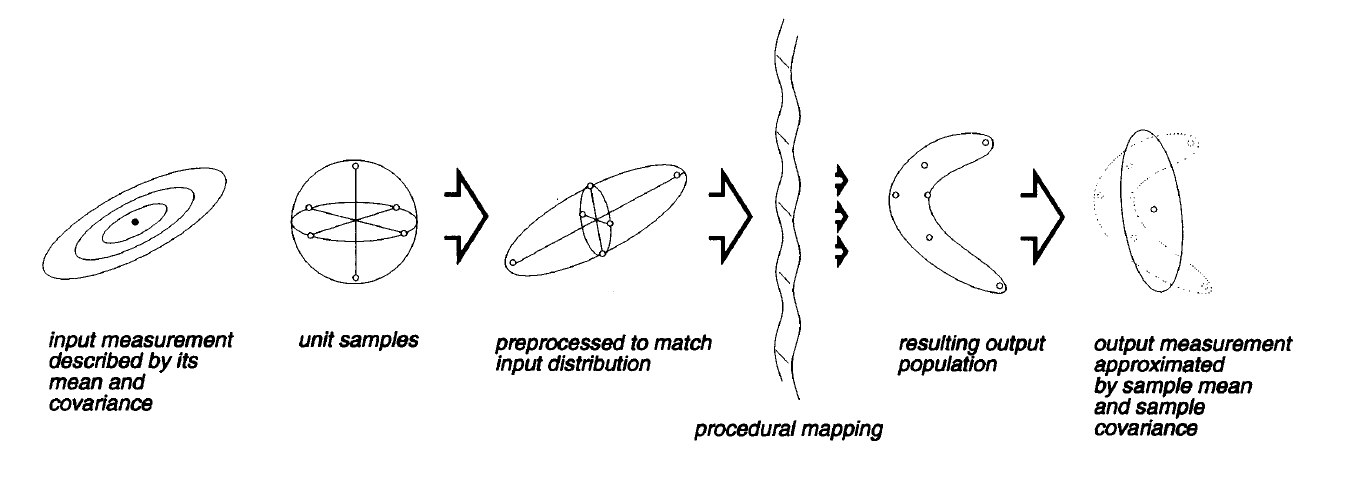 input measurement
described by its
mean and
covariance
unit samples
preprocessed to match
input distribution
procedural mapping
resulting output
population
output measurement
approximated
by sample mean
and sample
covariance